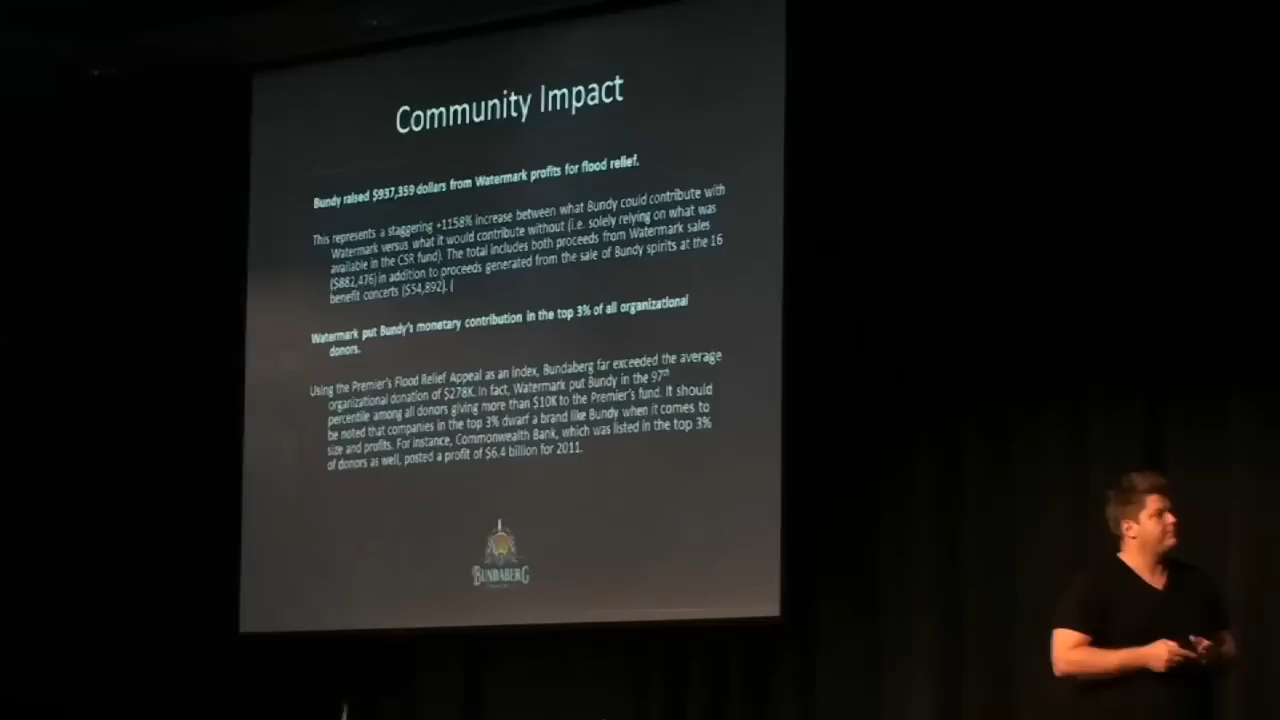 Community Impact
Bundy raised $937,359 dollars from Watermark profits for flood relief.
This represents a staggering +1158% increase between what Bundy could contribute with
Watermark versus what it would contribute without (i.e. solely relying on what was
available in the CSR fund). The total includes both proceeds from Watermark sales
($882,476) in addition to proceeds generated from the sale of Bundy spirits at the 16
benefit concerts ($54,892). (
Watermark put Bundy's monetary contribution in the top 3% of all organizational
donors.
Using the Premier's Flood Relief Appeal as an index, Bundaberg far exceeded the average
organizational donation of $278K. In fact, Watermark put Bundy in the 97th
percentile among all donors giving more than $10K to the Premier's fund. It should
be noted that companies in the top 3% dwarf a brand like Bundy when it comes to
size and profits. For instance, Commonwealth Bank, which was listed in the top 3%
of donors as well, posted a profit of $6.4 billion for 2011.
BUNDABERG